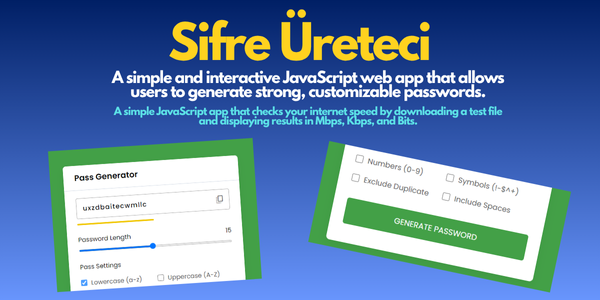 Sifre Üreteci
A simple and interactive JavaScript web app that allows
users to generate strong, customizable passwords.
A simple JavaScript app that checks your internet speed by downloading a test file
and displaying results in Mbps, Kbps, and Bits.
Pass Generator
uxzdbaitecwmllc
Password Length
15
Pass Settings
Lowercase (a-z)
Uppercase (A-Z)
Numbers (0-9)
Symbols (!-$^+)
Exclude Duplicate
Include Spaces
GENERATE PASSWORD